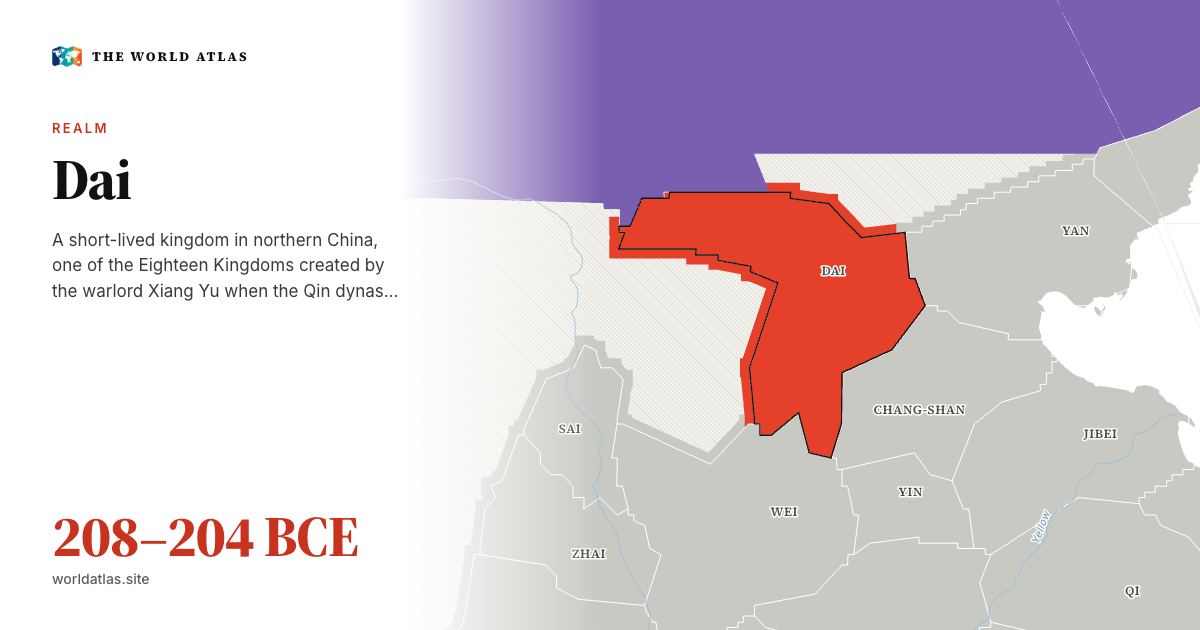 THE WORLD ATLAS
REALM
Dai
A short-lived kingdom in northern China,
one of the Eighteen Kingdoms created by
the warlord Xiang Yu when the Qin dynas...
208–204 BCE
worldatlas.site
YAN
DAI
CHANG-SHAN
SAI
JIBEI
YIN
WEI
Yellow
ZHAI
QI